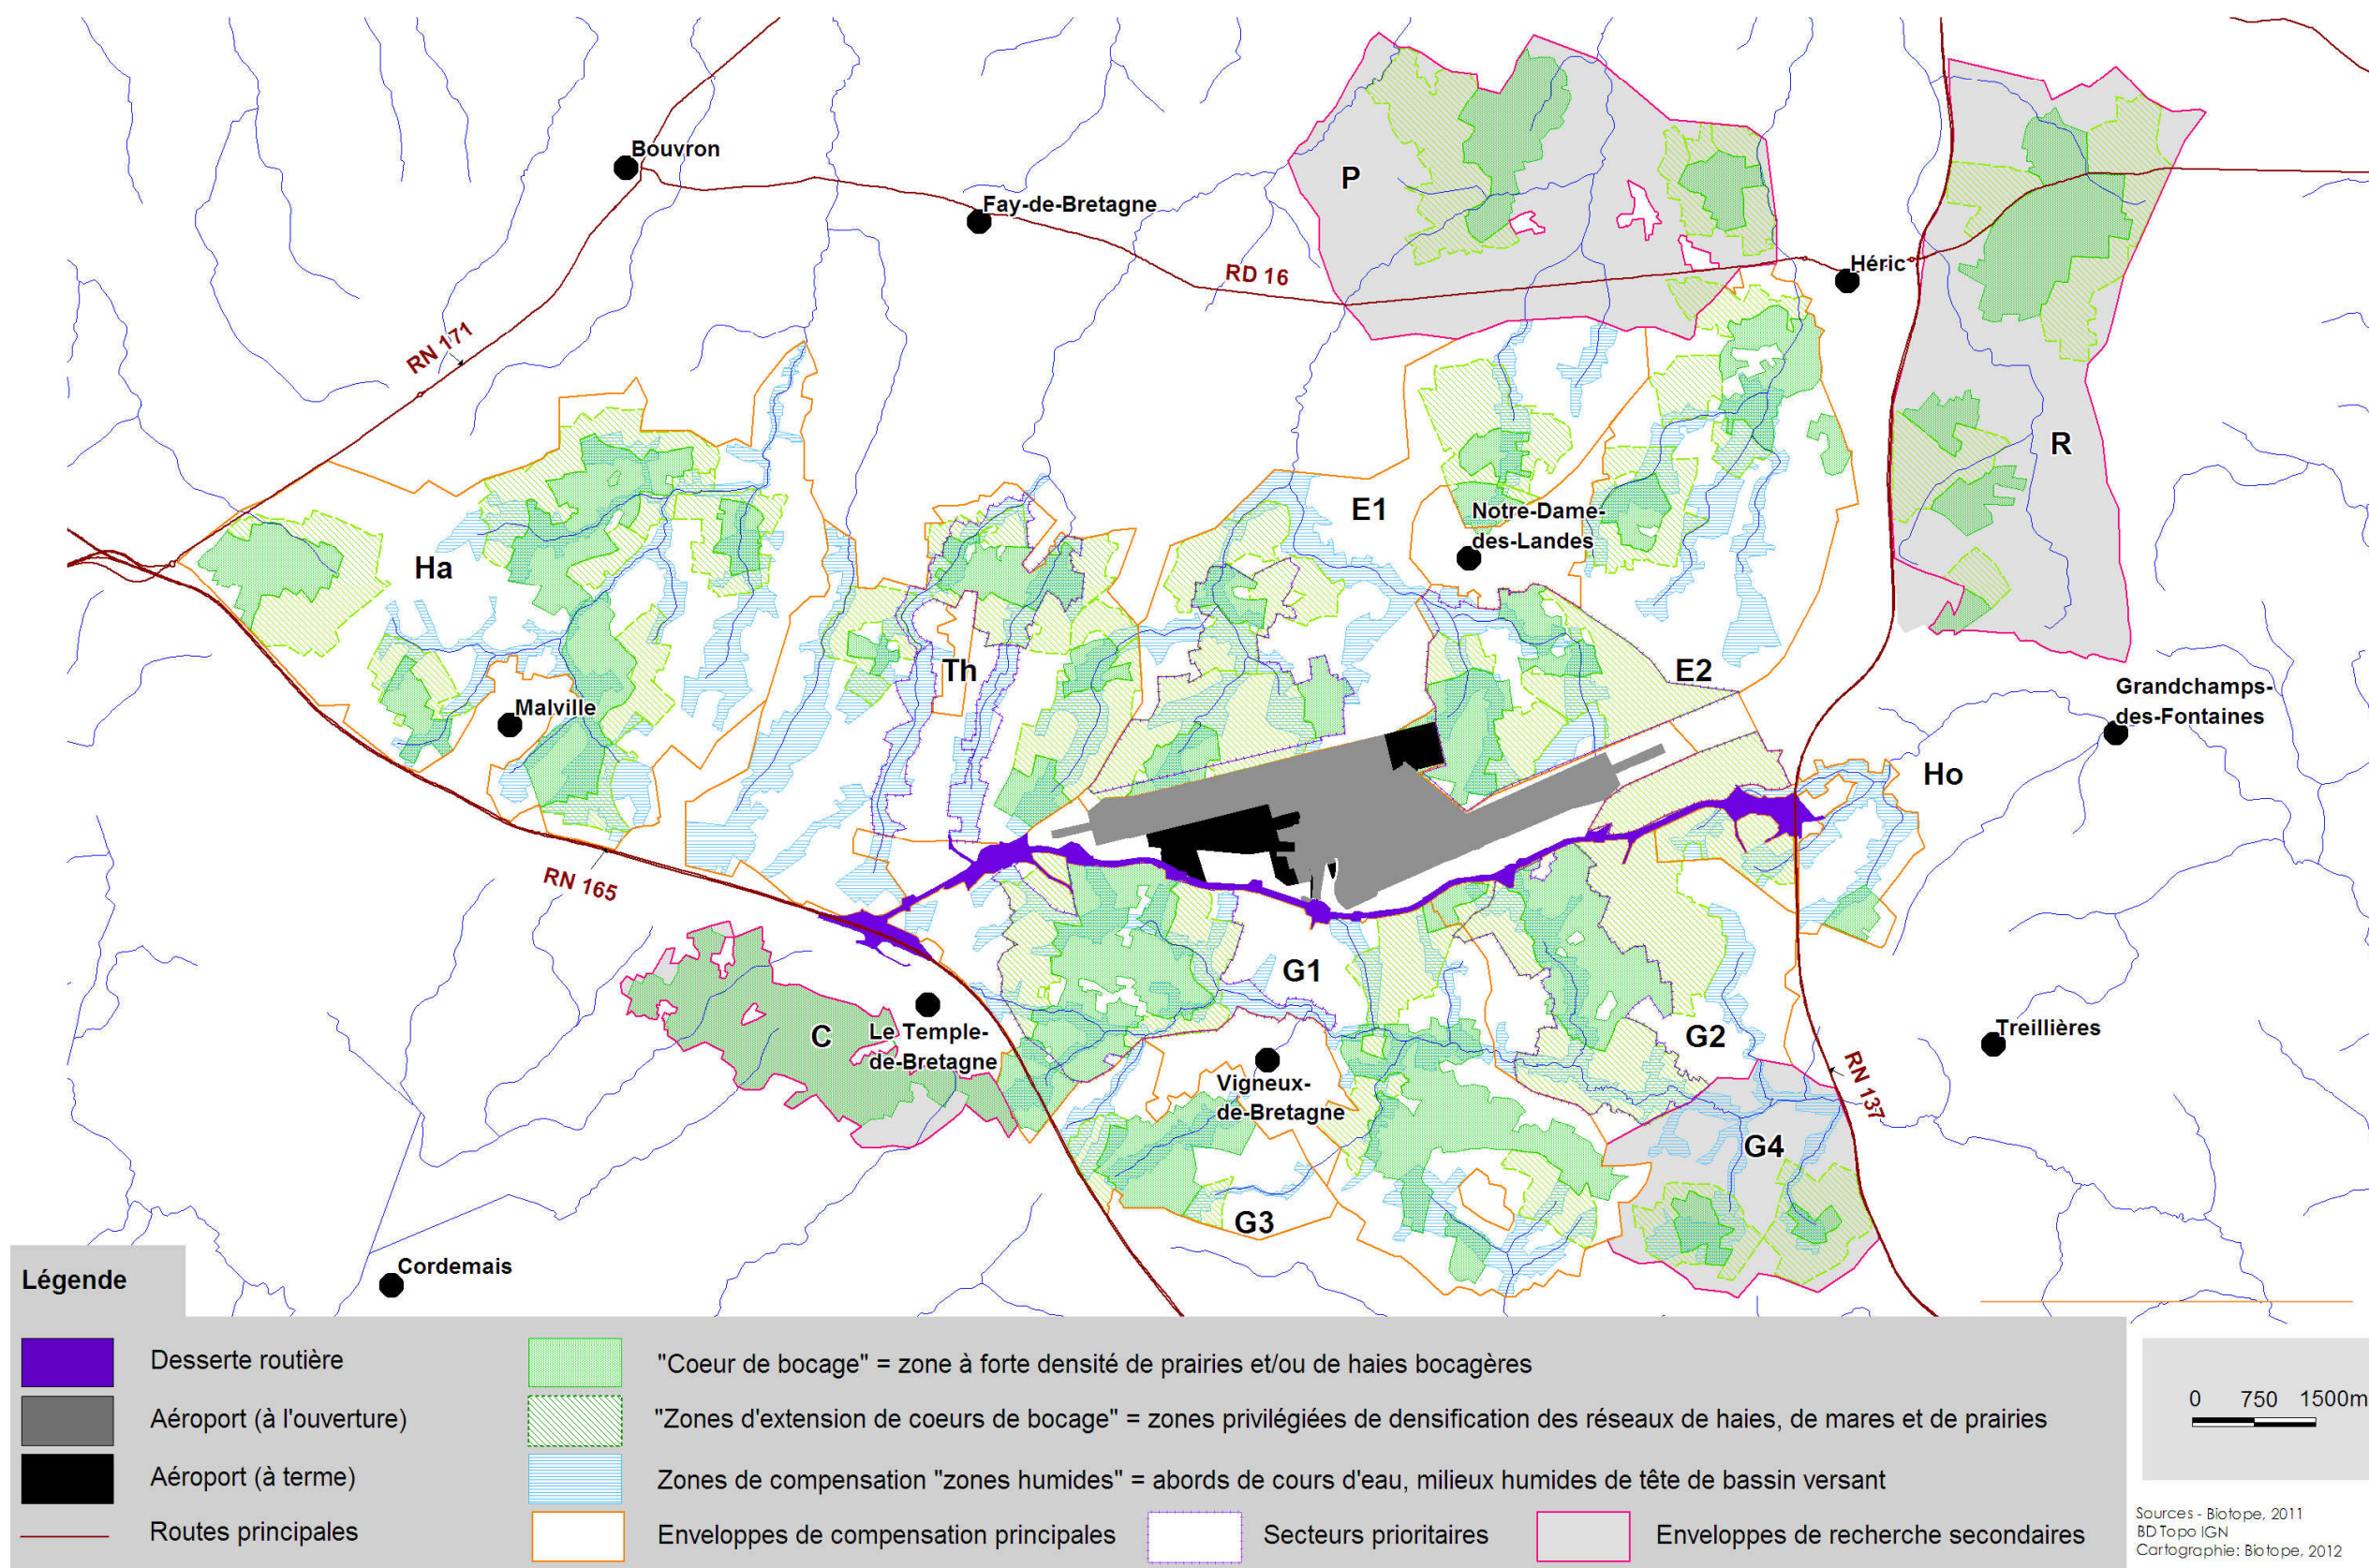 Bouvron
Fay-de-Bretagne
P
RD 16
Héric
RN 171
R
E1
Notre-Dame-
des-Landes
Ha
Th
E2
Malville
Grandchamps-
des-Fontaines
Ho
RN 165
G1
C
Le Temple-
de-Bretagne
G2
Treillières
Vigneux-
de-Bretagne
RN 137
G4
G3
Cordemais
Légende
Desserte routière
Aéroport (à l'ouverture)
Aéroport (à terme)
Routes principales
"Coeur de bocage" = zone à forte densité de prairies et/ou de haies bocagères
"Zones d'extension de coeurs de bocage" = zones privilégiées de densification des réseaux de haies, de mares et de prairies
Zones de compensation "zones humides" = abords de cours d'eau, milieux humides de tête de bassin versant
Enveloppes de compensation principales
Secteurs prioritaires
Enveloppes de recherche secondaires
0 750 1500m
Sources - Biotope, 2011
BD Topo IGN
Cartographie: Biotope, 2012